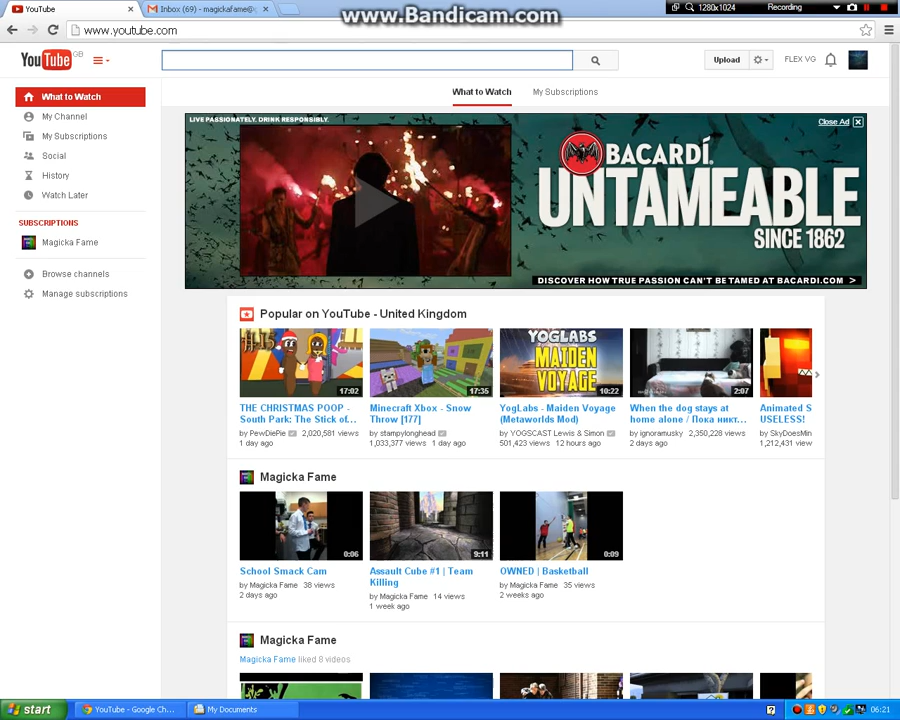 www.Bandicam.com
1280x1024 Recording
YouTube
Inbox (69) - magickafame@g
www.youtube.com
YouTube GB
Upload
FLEX VG
What to Watch
My Subscriptions
What to Watch
My Channel
My Subscriptions
Social
History
Watch Later
SUBSCRIPTIONS
Magicka Fame
Browse channels
Manage subscriptions
LIVE PASSIONATELY. DRINK RESPONSIBLY.
Close Ad X
BACARDÍ.
UNTAMEABLE
SINCE 1862
DISCOVER HOW TRUE PASSION CAN'T BE TAMED AT BACARDI.COM >
Popular on YouTube - United Kingdom
#15
17:02
THE CHRISTMAS POOP -
South Park: The Stick of...
by PewDiePie
2,020,581 views
1 day ago
17:35
Minecraft Xbox - Snow
Throw [177]
by stampylonghead
1,033,377 views 1 day ago
YOGLABS
MAIDEN
VOYAGE
10:22
YogLabs - Maiden Voyage
(Metaworlds Mod)
by YOGSCAST Lewis & Simon
501,423 views 12 hours ago
2:07
When the dog stays at
home alone / Пока никт...
by ignoramusky 2,350,228 views
2 days ago
Animated S
USELESS!
by SkyDoesMin
1,212,431 view
Magicka Fame
0:06
School Smack Cam
by Magicka Fame 38 views
2 days ago
9:11
Assault Cube #1 | Team
Killing
by Magicka Fame 14 views
1 week ago
0:09
OWNED | Basketball
by Magicka Fame 35 views
2 weeks ago
Magicka Fame
Magicka Fame liked 8 videos.
start
YouTube - Google Ch...
My Documents
06:21